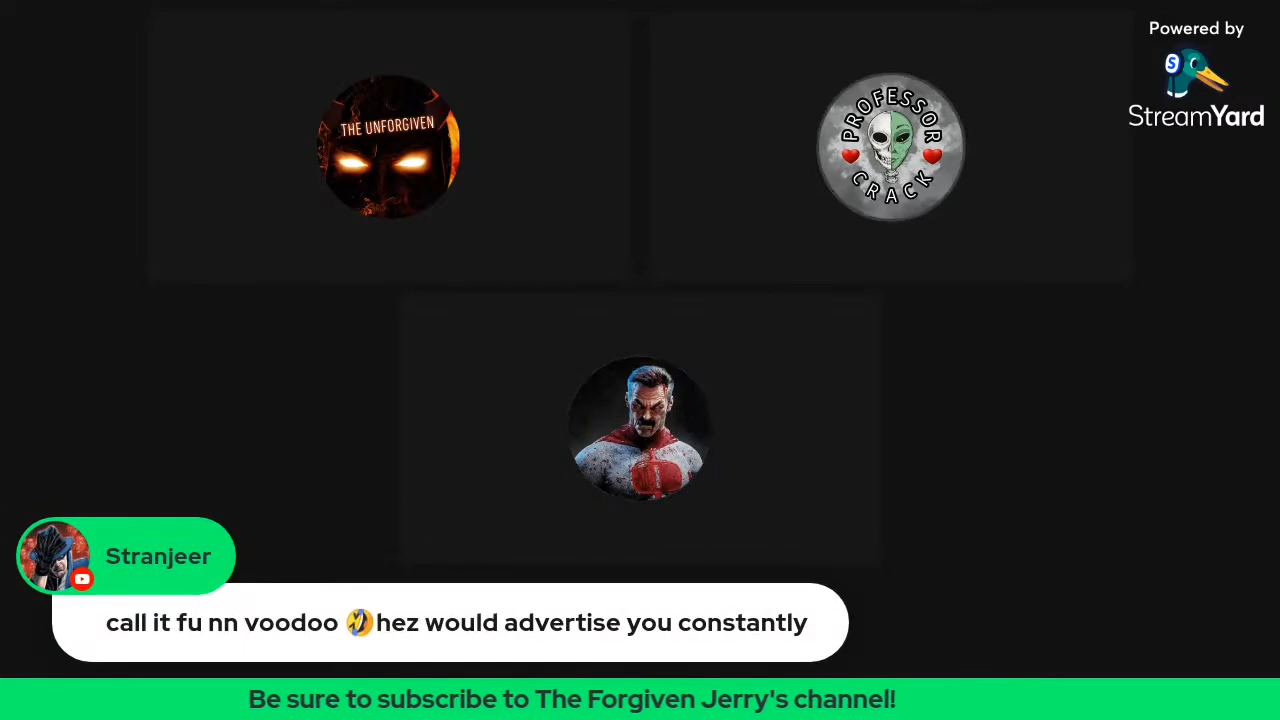 Powered by
StreamYard
THE UNFORGIVEN
PROFESSOR
CRACK
Stranjeer
call it fu nn voodoo 🤣hez would advertise you constantly
Be sure to subscribe to The Forgiven Jerry's channel!